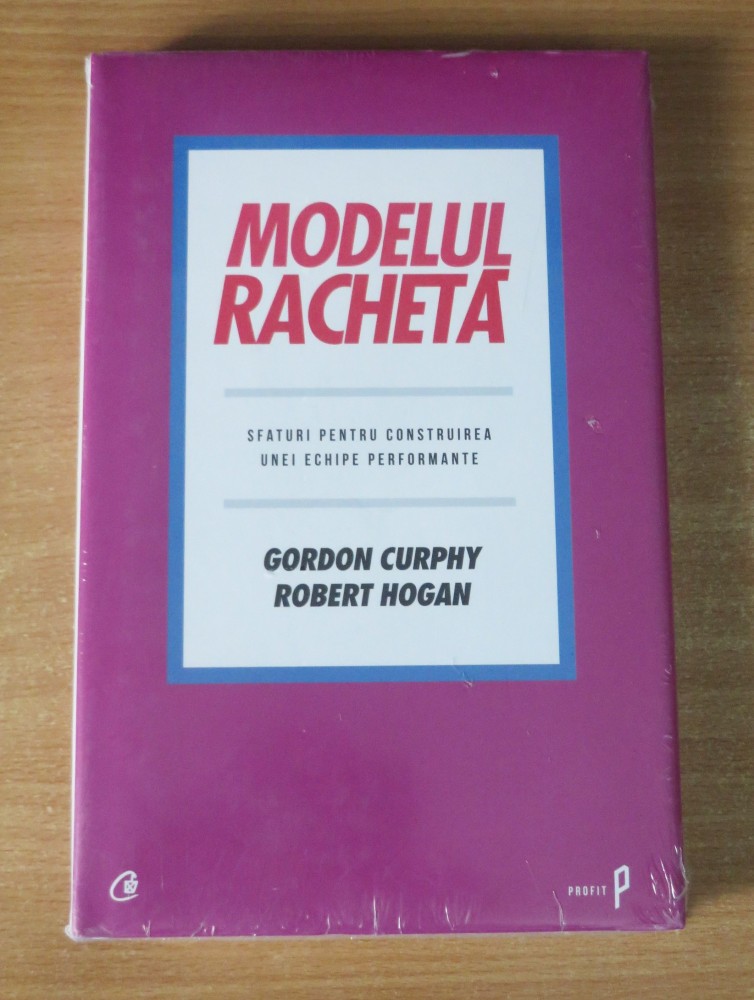 MODELUL
RACHETĂ
SFATURI PENTRU CONSTRUIREA
UNEI ECHIPE PERFORMANTE
GORDON CURPHY
ROBERT HOGAN
PROFIT P